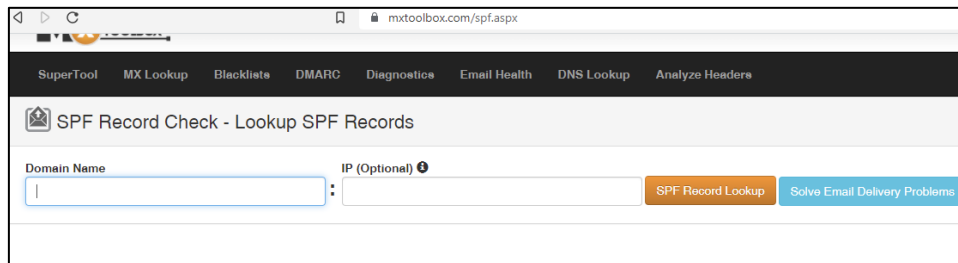 mxtoolbox.com/spf.aspx
SuperTool MX Lookup Blacklists DMARC Diagnostics Email Health DNS Lookup Analyze Headers
SPF Record Check - Lookup SPF Records
Domain Name IP (Optional)
:
SPF Record Lookup Solve Email Delivery Problems